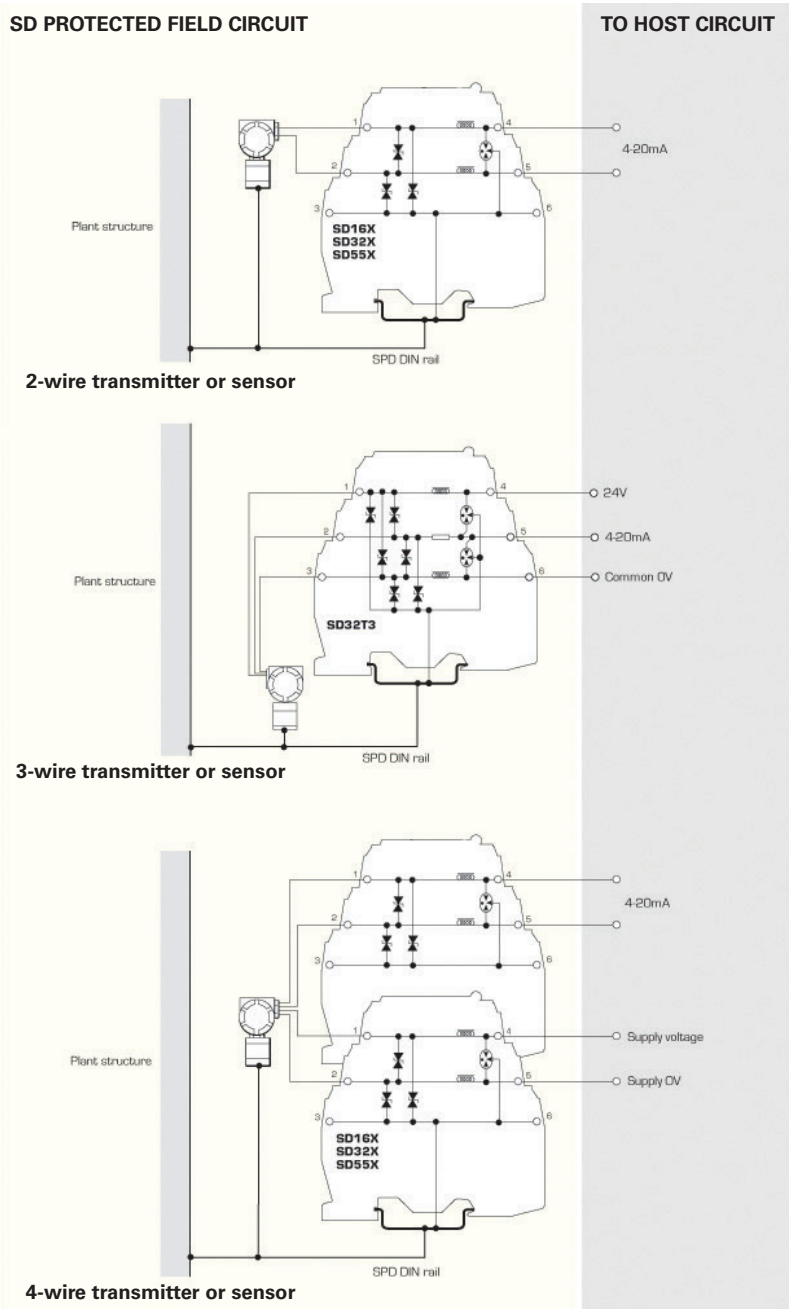 SD PROTECTED FIELD CIRCUIT
TO HOST CIRCUIT
1
4
4-20mA
2
5
3
6
Plant structure
SD16X
SD32X
SD55X
SPD DIN rail
2-wire transmitter or sensor
1
4
24V
2
5
4-20mA
3
6
Common 0V
Plant structure
SD32T3
SPD DIN rail
3-wire transmitter or sensor
1
4
4-20mA
2
5
3
6
1
4
Supply voltage
Plant structure
2
5
Supply 0V
3
6
SD16X
SD32X
SD55X
SPD DIN rail
4-wire transmitter or sensor